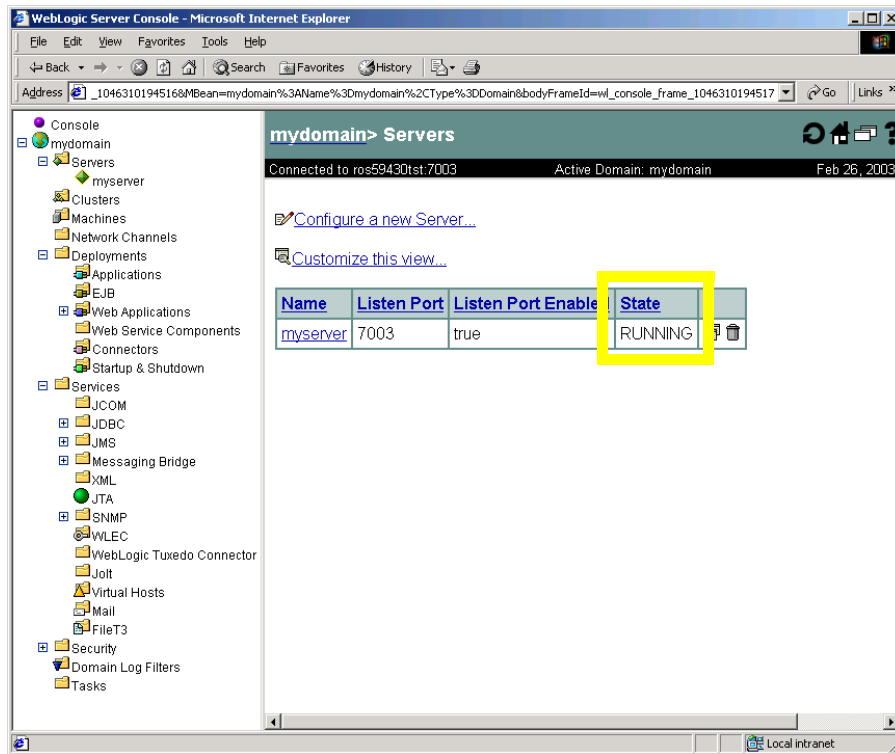 WebLogic Server Console - Microsoft Internet Explorer
File Edit View Favorites Tools Help
Back Search Favorites History
Address _10463101945168&MBean=mydomain%3AName%3Dmydomain%2CType%3DDomain&bodyFrameId=wl_console_frame_1046310194517 Go Links »
Console
mydomain
Servers
myserver
Clusters
Machines
Network Channels
Deployments
Applications
EJB
Web Applications
Web Service Components
Connectors
Startup & Shutdown
Services
JCOM
JDBC
JMS
Messaging Bridge
XML
JTA
SNMP
WLEC
WebLogic Tuxedo Connector
Jolt
Virtual Hosts
Mail
FileT3
Security
Domain Log Filters
Tasks
mydomain> Servers ?
Connected to ros59430tst:7003 Active Domain: mydomain Feb 26, 2003
Configure a new Server...
Customize this view...
Name Listen Port Listen Port Enabled State
myserver 7003 true RUNNING
Local intranet